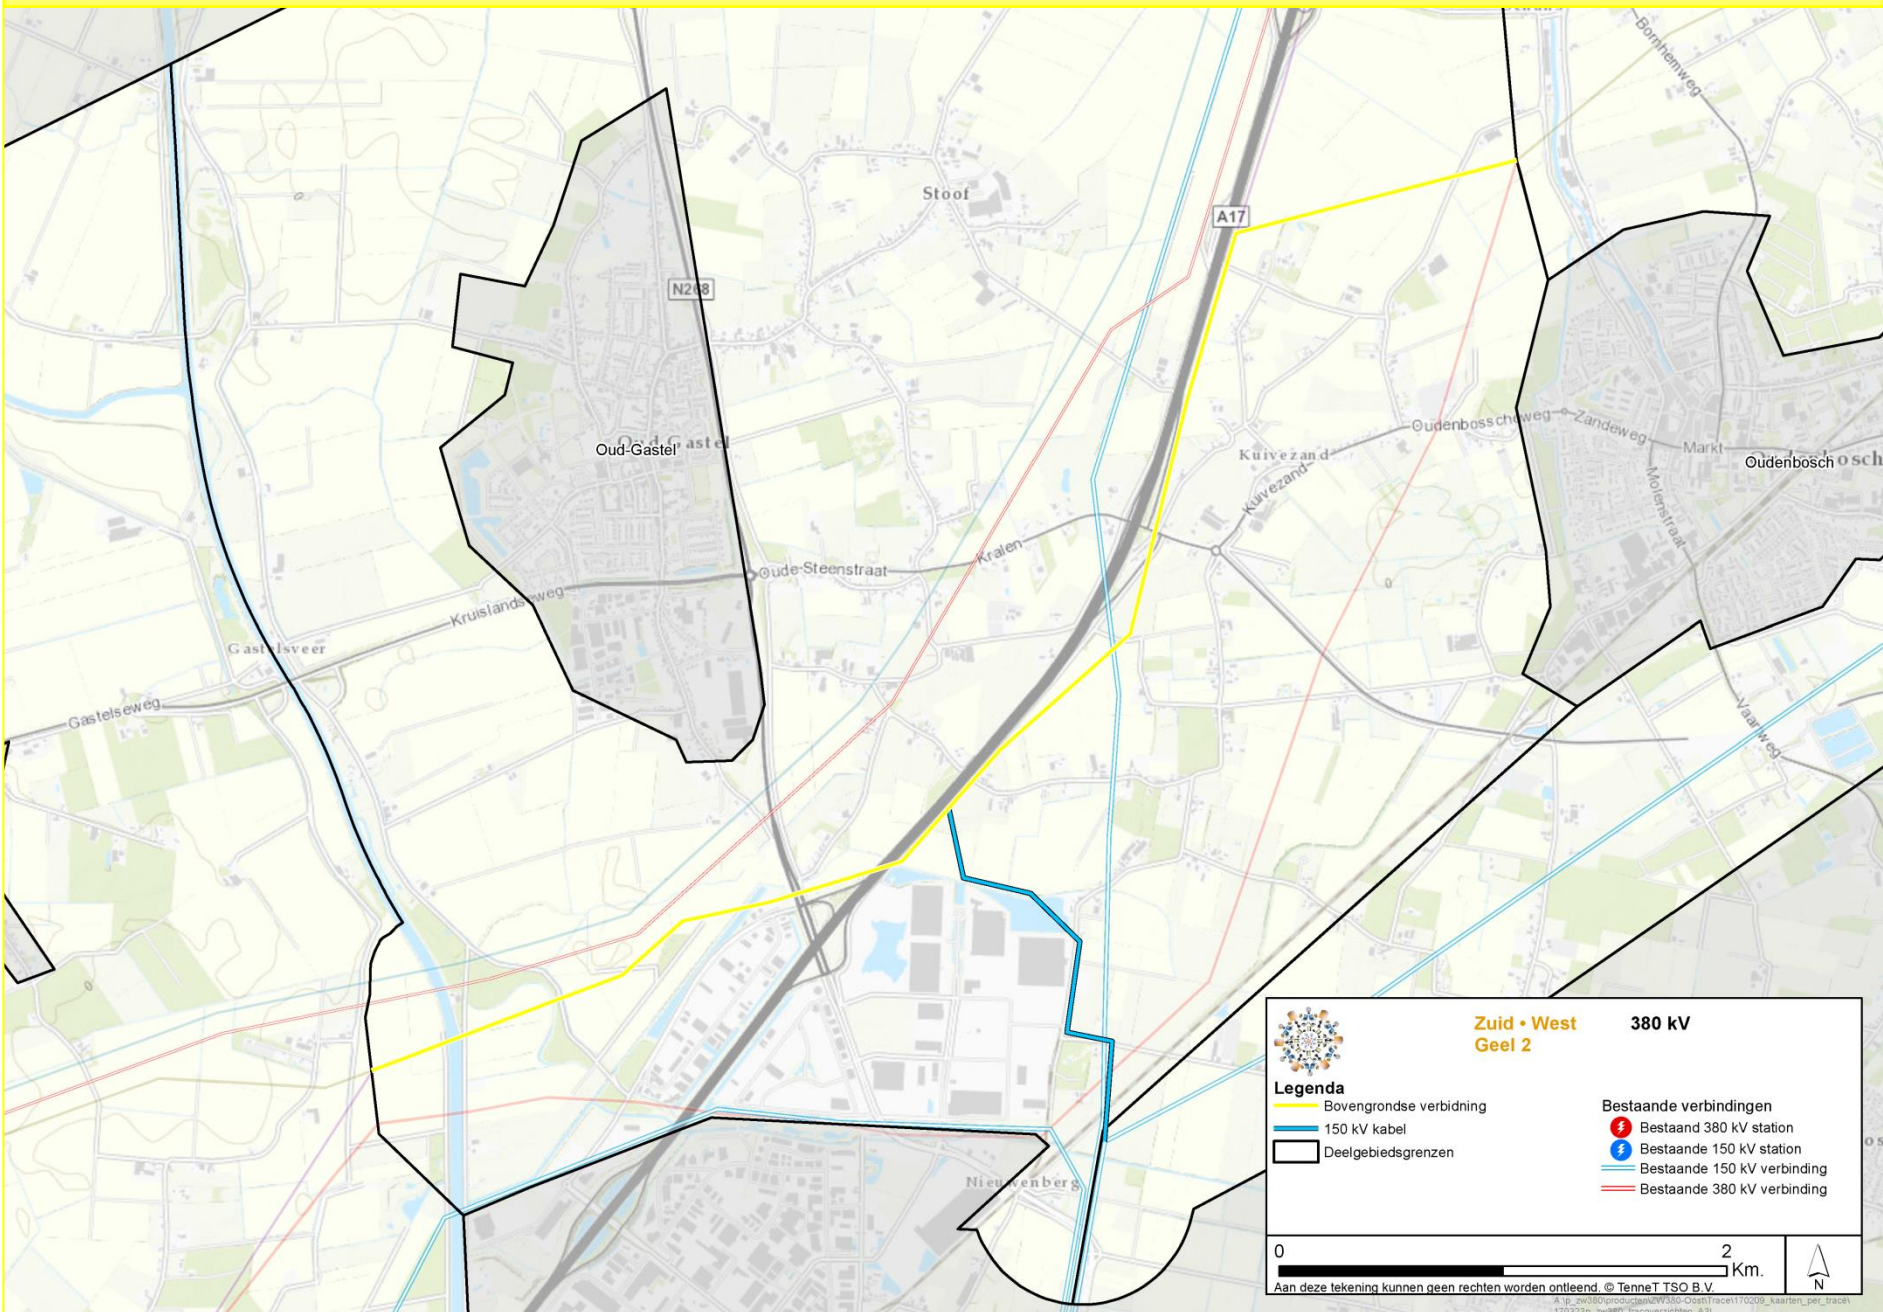 Bornhemweg
Stoof
A17
N268
Oudenbosscheweg
Zandeweg
Markt
Oud Gastel
Oud-Gastel
Kuivezand
Oudenbosch
Kuivezand
Molenstraat
Kralen
Oude-Steenstraat
Kruislandseweg
Gastelsveer
Gastelseweg
Vaartweg
Nieuwenberg
Zuid • West 380 kV
Geel 2
Legenda
Bovengrondse verbidning
150 kV kabel
Deelgebiedsgrenzen
Bestaande verbindingen
Bestaand 380 kV station
Bestaande 150 kV station
Bestaande 150 kV verbinding
Bestaande 380 kV verbinding
0 2
Km.
N
Aan deze tekening kunnen geen rechten worden ontleend. © TenneT TSO B.V.